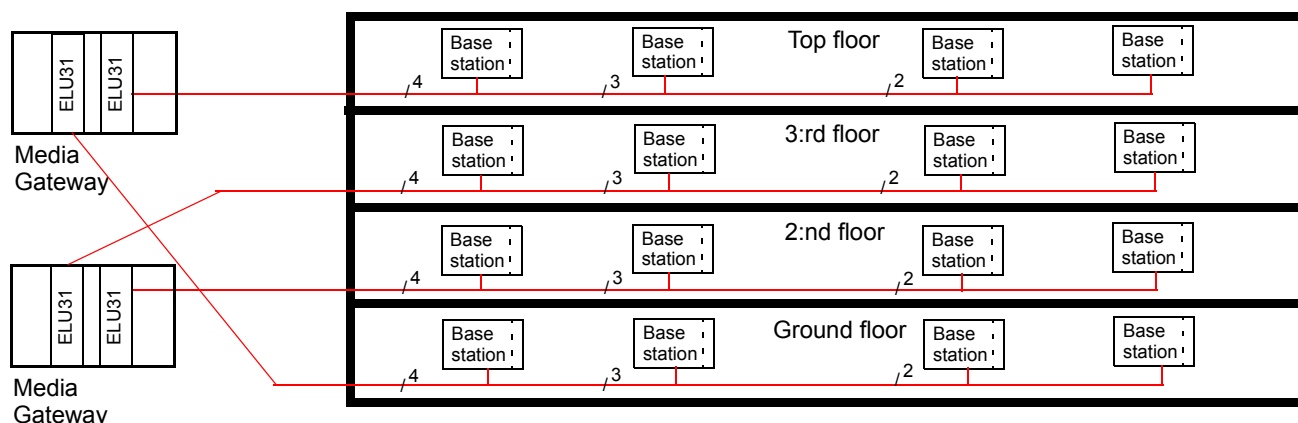 Base
station
Base
station
Top floor
Base
station
Base
station
ELU31
ELU31
4
3
2
Media
Gateway
Base
station
Base
station
3:rd floor
Base
station
Base
station
4
3
2
Base
station
Base
station
2:nd floor
Base
station
Base
station
ELU31
ELU31
4
3
2
Media
Gateway
Base
station
Base
station
Ground floor
Base
station
Base
station
4
3
2